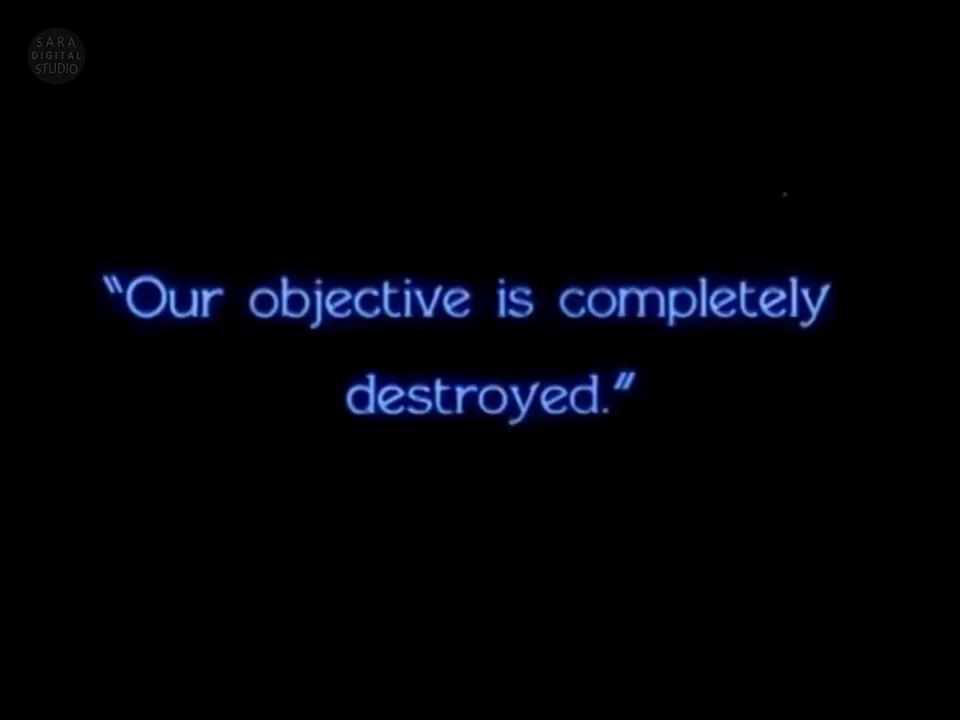 SARA
DIGITAL
STUDIO
“Our objective is completely
destroyed.”